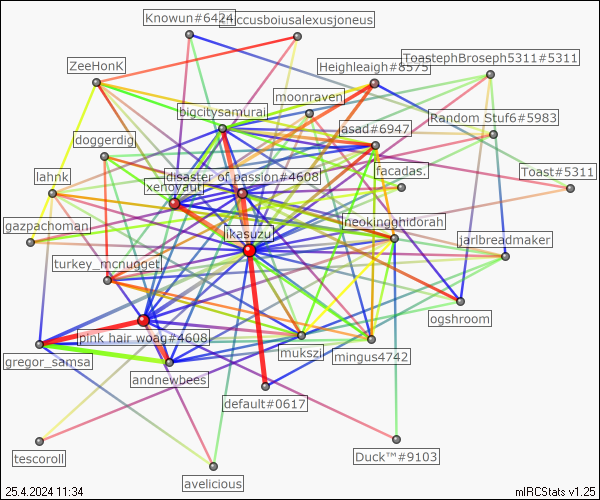 Knowun#6424
chiccusboiusalexusjoneus
ZeeHonK
Heighleaigh#8575
ToastephBroseph5311#5311
moonraven
bigcitysamurai
Random Stuf6#5983
asad#6947
doggerdig
facadas.
Toast#5311
lahnk
disaster of passion#4608
xenoyaut
gazpachoman
neokingghidorah
ikasuzu
jarlbreadmaker
turkey_mcnugget
ogshroom
pink hair woag#4608
gregor_samsa
mukszi
mingus4742
andnewbees
default#0617
tescoroll
Duck™#9103
avelicious
25.4.2024 11:34
mIRCStats v1.25